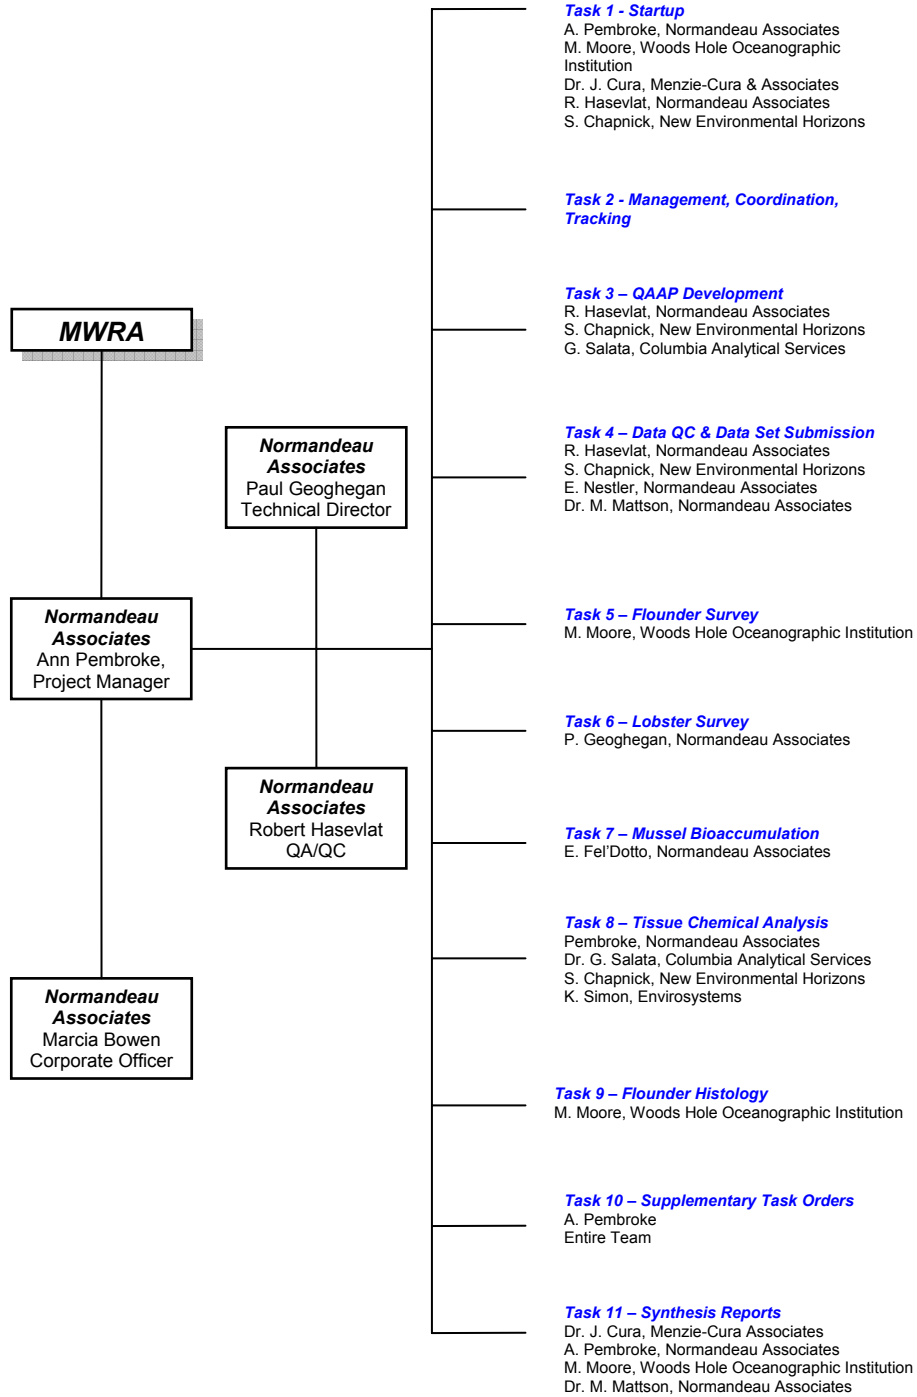 MWRA
Normandeau
Associates
Ann Pembroke,
Project Manager
Normandeau
Associates
Marcia Bowen
Corporate Officer
Normandeau
Associates
Paul Geoghegan
Technical Director
Normandeau
Associates
Robert Hasevlat
QA/QC
Task 1 - Startup
A. Pembroke, Normandeau Associates
M. Moore, Woods Hole Oceanographic
Institution
Dr. J. Cura, Menzie-Cura & Associates
R. Hasevlat, Normandeau Associates
S. Chapnick, New Environmental Horizons
Task 2 - Management, Coordination,
Tracking
Task 3 – QAAP Development
R. Hasevlat, Normandeau Associates
S. Chapnick, New Environmental Horizons
G. Salata, Columbia Analytical Services
Task 4 – Data QC & Data Set Submission
R. Hasevlat, Normandeau Associates
S. Chapnick, New Environmental Horizons
E. Nestler, Normandeau Associates
Dr. M. Mattson, Normandeau Associates
Task 5 – Flounder Survey
M. Moore, Woods Hole Oceanographic Institution
Task 6 – Lobster Survey
P. Geoghegan, Normandeau Associates
Task 7 – Mussel Bioaccumulation
E. Fel’Dotto, Normandeau Associates
Task 8 – Tissue Chemical Analysis
Pembroke, Normandeau Associates
Dr. G. Salata, Columbia Analytical Services
S. Chapnick, New Environmental Horizons
K. Simon, Envirosystems
Task 9 – Flounder Histology
M. Moore, Woods Hole Oceanographic Institution
Task 10 – Supplementary Task Orders
A. Pembroke
Entire Team
Task 11 – Synthesis Reports
Dr. J. Cura, Menzie-Cura Associates
A. Pembroke, Normandeau Associates
M. Moore, Woods Hole Oceanographic Institution
Dr. M. Mattson, Normandeau Associates